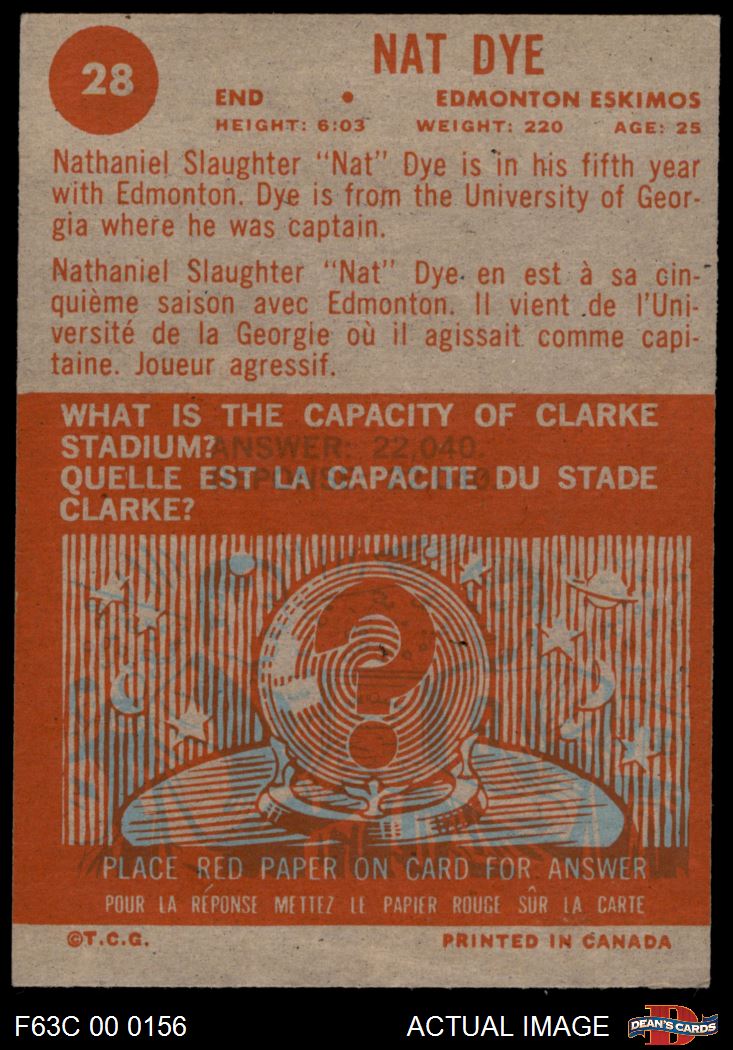 28
NAT DYE
END • EDMONTON ESKIMOS
HEIGHT: 6:03 WEIGHT: 220 AGE: 25
Nathaniel Slaughter "Nat" Dye is in his fifth year
with Edmonton. Dye is from the University of Geor-
gia where he was captain.
Nathaniel Slaughter "Nat" Dye en est à sa cin-
quième saison avec Edmonton. Il vient de l'Uni-
versité de la Georgie où il agissait comme capi-
taine. Joueur agressif.
WHAT IS THE CAPACITY OF CLARKE
STADIUM?
ANSWER: 22,040.
QUELLE EST LA CAPACITE DU STADE
CLARKE?
?
PLACE RED PAPER ON CARD FOR ANSWER
POUR LA RÉPONSE METTEZ LE PAPIER ROUGE SÛR LA CARTE
©T.C.G. PRINTED IN CANADA
F63C 00 0156 ACTUAL IMAGE DEAN'S CARDS